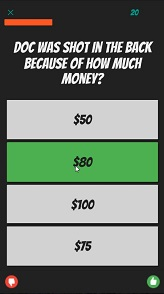 20
DOC WAS SHOT IN THE BACK
BECAUSE OF HOW MUCH
MONEY?
$50
$80
$100
$75